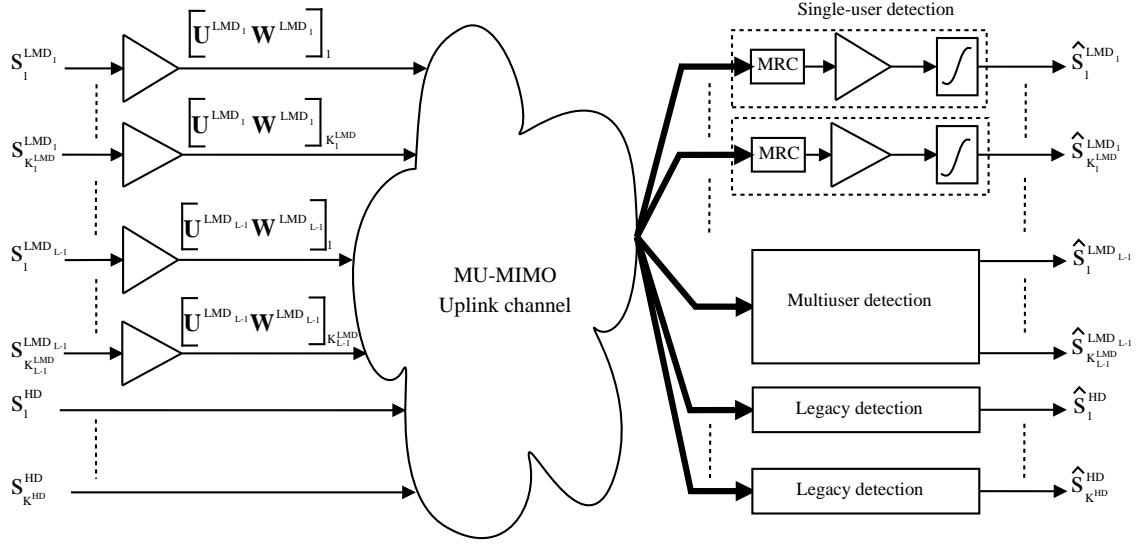 Single-user detection
S_1^{LMD_1}
[U^{LMD_1} W^{LMD_1}]_1
MRC
Ŝ_1^{LMD_1}
S_{K_1^{LMD}}^{LMD_1}
[U^{LMD_1} W^{LMD_1}]_{K_1^{LMD}}
MRC
Ŝ_{K_1^{LMD}}^{LMD_1}
S_1^{LMD_{L-1}}
[U^{LMD_{L-1}} W^{LMD_{L-1}}]_1
MU-MIMO
Uplink channel
Multiuser detection
Ŝ_1^{LMD_{L-1}}
S_{K_{L-1}^{LMD}}^{LMD_{L-1}}
[U^{LMD_{L-1}} W^{LMD_{L-1}}]_{K_{L-1}^{LMD}}
Ŝ_{K_{L-1}^{LMD}}^{LMD_{L-1}}
S_1^{HD}
Legacy detection
Ŝ_1^{HD}
S_{K^{HD}}^{HD}
Legacy detection
Ŝ_{K^{HD}}^{HD}